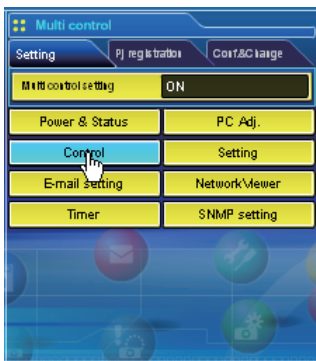 Multi control
Setting PJ registration Conf.&Change
Multi control setting ON
Power & Status PC Adj.
Control Setting
E-mail setting NetworkViewer
Timer SNMP setting